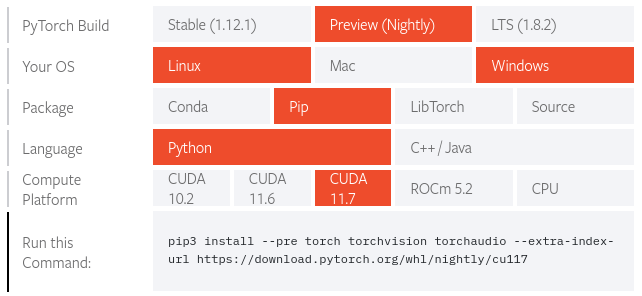 PyTorch Build
Stable (1.12.1)
Preview (Nightly)
LTS (1.8.2)
Your OS
Linux
Mac
Windows
Package
Conda
Pip
LibTorch
Source
Language
Python
C++ / Java
Compute
Platform
CUDA
10.2
CUDA
11.6
CUDA
11.7
ROCm 5.2
CPU
Run this
Command:
pip3 install --pre torch torchvision torchaudio --extra-index-
url https://download.pytorch.org/whl/nightly/cu117